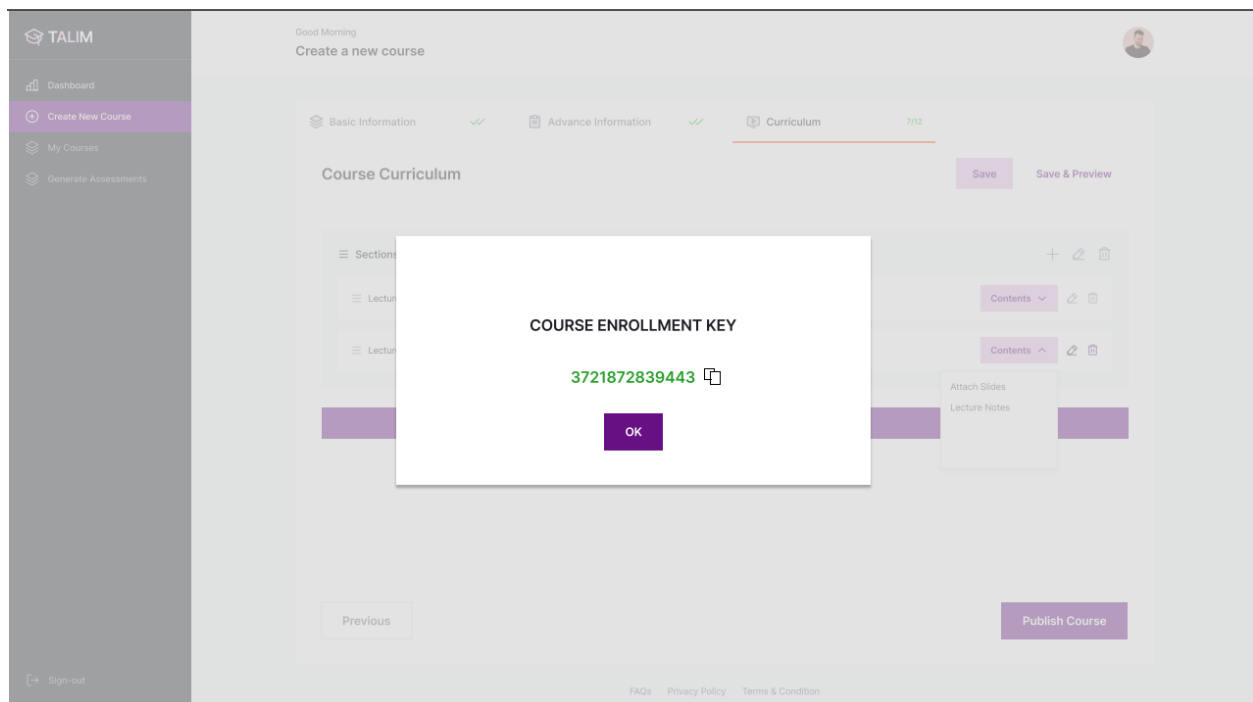 TALIM
Dashboard
Create New Course
My Courses
Generate Assessments
Sign-out
Good Morning
Create a new course
Basic Information
Advance Information
Curriculum 7/12
Course Curriculum
Save Save & Preview
Sections
Contents
Contents
Attach Slides
Lecture Notes
COURSE ENROLLMENT KEY
3721872839443
OK
Previous Publish Course
FAQs Privacy Policy Terms & Condition